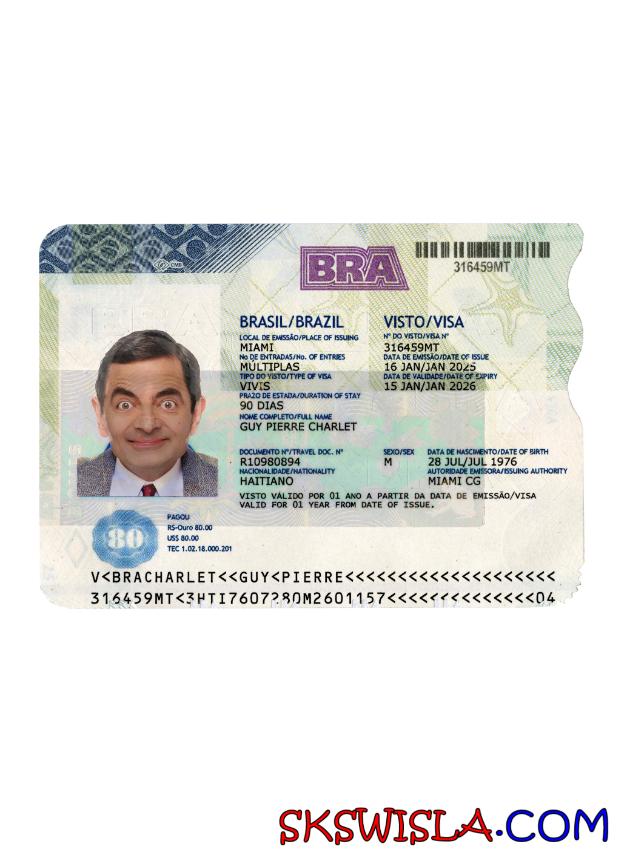 BRA
316459MT
BRASIL/BRAZIL VISTO/VISA
LOCAL DE EMISSÃO/PLACE OF ISSUING Nº DO VISTO/VISA Nº
MIAMI 316459MT
No DE ENTRADAS/No. OF ENTRIES DATA DE EMISSÃO/DATE OF ISSUE
MULTIPLAS 16 JAN/JAN 2025
TIPO DO VISTO/TYPE OF VISA DATA DE VALIDADE/DATE OF EXPIRY
VIVIS 15 JAN/JAN 2026
PRAZO DE ESTADA/DURATION OF STAY
90 DIAS
NOME COMPLETO/FULL NAME
GUY PIERRE CHARLET
DOCUMENTO Nº/TRAVEL DOC. Nº SEXO/SEX DATA DE NASCIMENTO/DATE OF BIRTH
R10980894 M 28 JUL/JUL 1976
NACIONALIDADE/NATIONALITY AUTORIDADE EMISSORA/ISSUING AUTHORITY
HAITIANO MIAMI CG
VISTO VÁLIDO POR 01 ANO A PARTIR DA DATA DE EMISSÃO/VISA
VALID FOR 01 YEAR FROM DATE OF ISSUE.
PAGOU
R$-Ouro 80.00
US$ 80.00
TEC 1.02.18.000.201
80
V<BRACHARLET<<GUY<PIERRE<<<<<<<<<<<<<<<<<<<<
316459MT<3HTI7607280M2601157<<<<<<<<<<<<<<04
SKSWISLA.COM